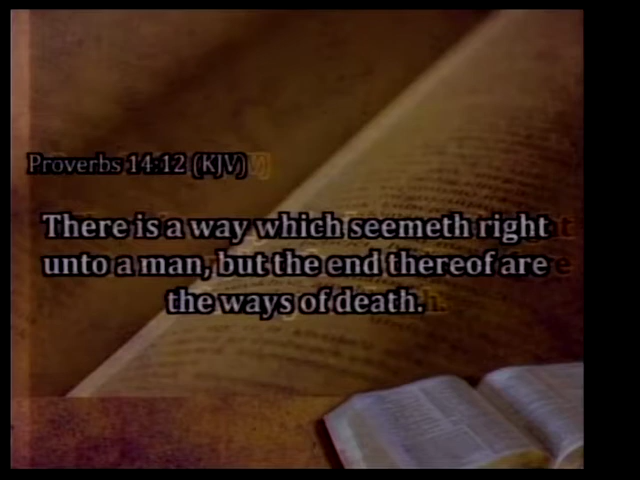 Proverbs 14:12 (KJV)
There is a way which seemeth right
unto a man, but the end thereof are
the ways of death.